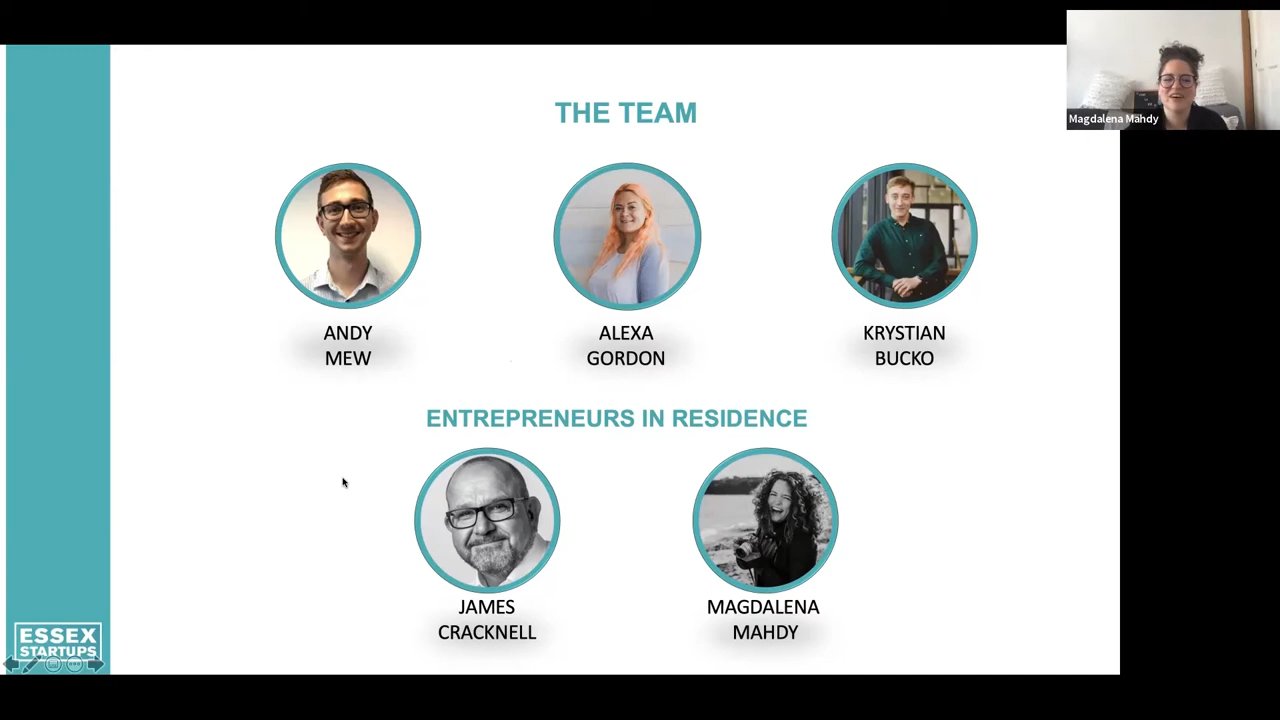 THE TEAM
Magdalena Mahdy
ANDY
MEW
ALEXA
GORDON
KRYSTIAN
BUCKO
ENTREPRENEURS IN RESIDENCE
JAMES
CRACKNELL
MAGDALENA
MAHDY
ESSEX
STARTUPS